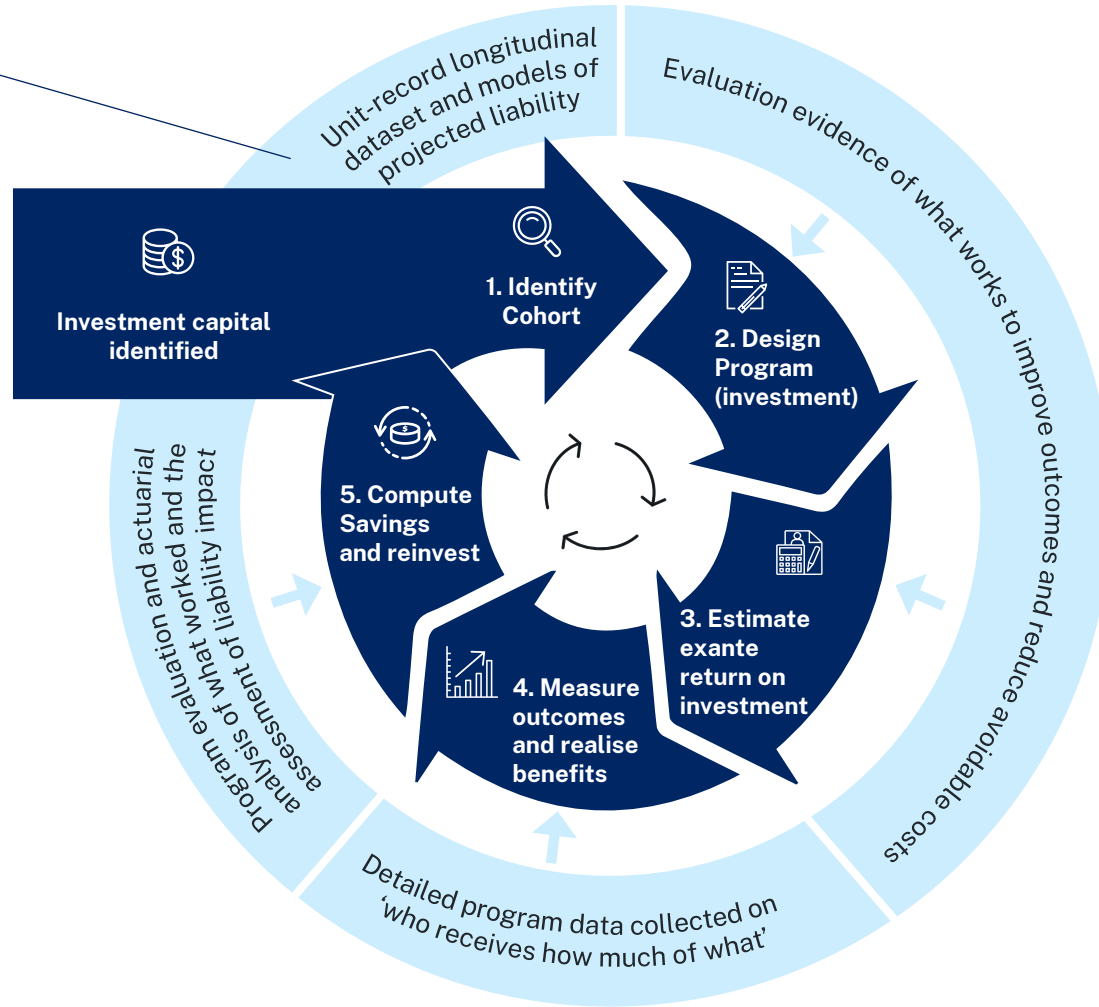 Unit-record longitudinal
dataset and models of
projected liability
Evaluation evidence of what works to improve outcomes and reduce avoidable costs
Investment capital
identified
1. Identify
Cohort
2. Design
Program
(investment)
3. Estimate
exante
return on
investment
4. Measure
outcomes
and realise
benefits
5. Compute
Savings
and reinvest
Detailed program data collected on
‘who receives how much of what’
Program evaluation and actuarial
analysis of what worked and the
assessment of liability impact